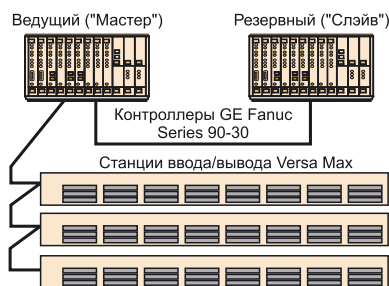 Ведущий ("Мастер")
Резервный ("Слэйв")
Контроллеры GE Fanuc
Series 90-30
Станции ввода/вывода Versa Max